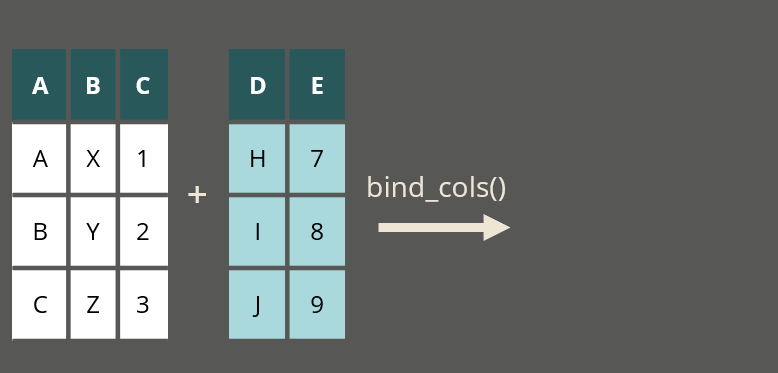 A B C D E
A X 1 H 7
bind_cols()
+
B Y 2 I 8
C Z 3 J 9